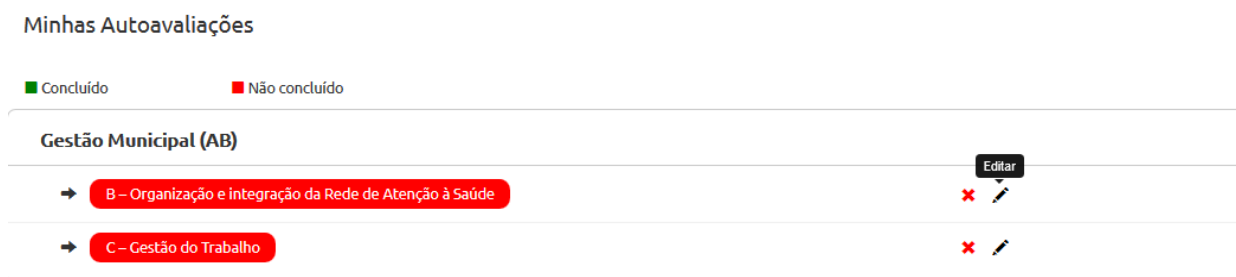 Minhas Autoavaliações
Concluído Não concluído
Gestão Municipal (AB)
Editar
B – Organização e integração da Rede de Atenção à Saúde
C – Gestão do Trabalho